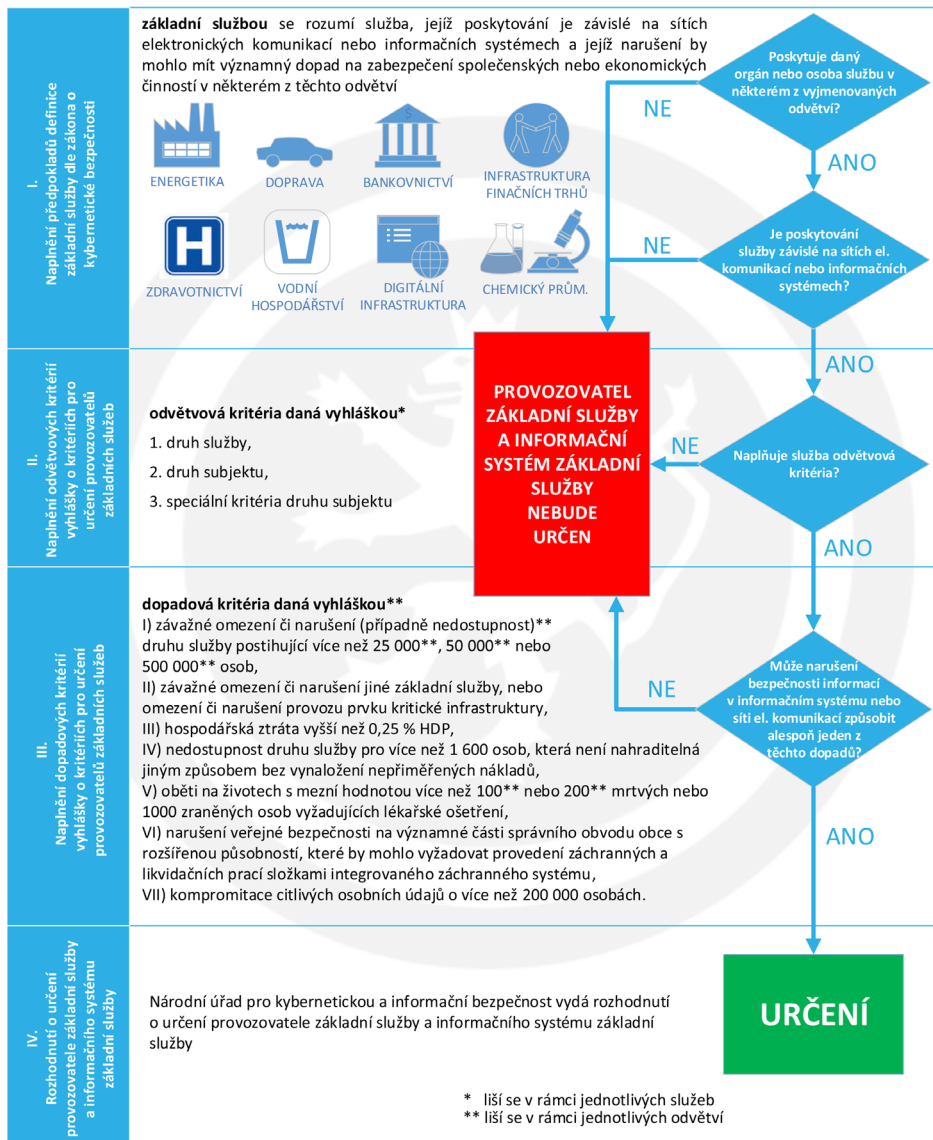 základní službou se rozumí služba, jejíž poskytování je závislé na sítích
elektronických komunikací nebo informačních systémech a jejíž narušení by
mohlo mít významný dopad na zabezpečení společenských nebo ekonomických
činností v některém z těchto odvětví
I.
Naplnění předpokladů definice
základní služby dle zákona o
kybernetické bezpečnosti
ENERGETIKA
DOPRAVA
$
BANKOVNICTVÍ
INFRASTRUKTURA
FINAČNÍCH TRHŮ
H
ZDRAVOTNICTVÍ
VODNÍ
HOSPODÁŘSTVÍ
DIGITÁLNÍ
INFRASTRUKTURA
CHEMICKÝ PRŮM.
Poskytuje daný
orgán nebo osoba službu v
některém z vyjmenovaných
odvětví?
NE
ANO
Je poskytování
služby závislé na sítích el.
komunikací nebo informačních
systémech?
NE
ANO
II.
Naplnění odvětvových kritérií
vyhlášky o kritériích pro
určení provozovatelů
základních služeb
odvětvová kritéria daná vyhláškou*
1. druh služby,
2. druh subjektu,
3. speciální kritéria druhu subjektu
PROVOZOVATEL
ZÁKLADNÍ SLUŽBY
A INFORMAČNÍ
SYSTÉM ZÁKLADNÍ
SLUŽBY
NEBUDE
URČEN
NE
Naplňuje služba odvětvová
kritéria?
ANO
III.
Naplnění dopadových kritérií
vyhlášky o kritériích pro určení
provozovatelů základních služeb
dopadová kritéria daná vyhláškou**
I) závažné omezení či narušení (případně nedostupnost)**
druhu služby postihující více než 25 000**, 50 000** nebo
500 000** osob,
II) závažné omezení či narušení jiné základní služby, nebo
omezení či narušení provozu prvku kritické infrastruktury,
III) hospodářská ztráta vyšší než 0,25 % HDP,
IV) nedostupnost druhu služby pro více než 1 600 osob, která není nahraditelná
jiným způsobem bez vynaložení nepřiměřených nákladů,
V) oběti na životech s mezní hodnotou více než 100** nebo 200** mrtvých nebo
1000 zraněných osob vyžadujících lékařské ošetření,
VI) narušení veřejné bezpečnosti na významné části správního obvodu obce s
rozšířenou působností, které by mohlo vyžadovat provedení záchranných a
likvidačních prací složkami integrovaného záchranného systému,
VII) kompromitace citlivých osobních údajů o více než 200 000 osobách.
NE
Může narušení
bezpečnosti informací
v informačním systému nebo
síti el. komunikací způsobit
alespoň jeden z
těchto dopadů?
ANO
IV.
Rozhodnutí o určení
provozovatele základní služby
a informačního systému
základní služby
Národní úřad pro kybernetickou a informační bezpečnost vydá rozhodnutí
o určení provozovatele základní služby a informačního systému základní
služby
URČENÍ
* liší se v rámci jednotlivých služeb
** liší se v rámci jednotlivých odvětví